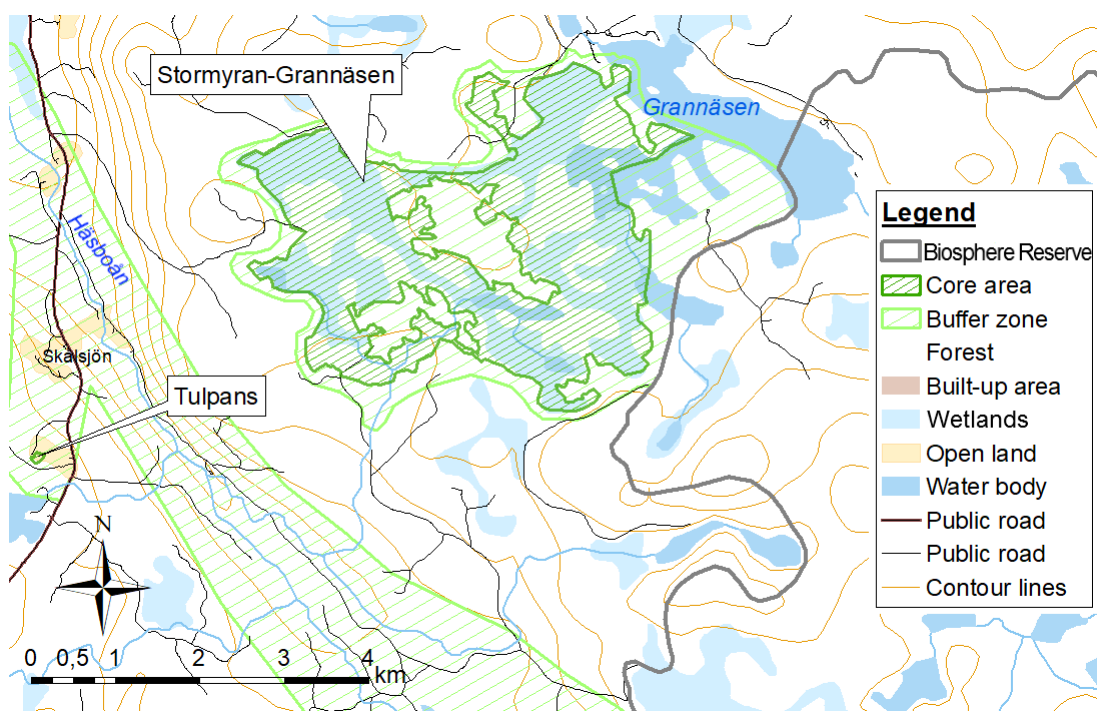 Stormyran-Grannäsen
Grannäsen
Häsboån
Skålsjön
Tulpans
N
0 0,5 1 2 3 4
km
Legend
Biosphere Reserve
Core area
Buffer zone
Forest
Built-up area
Wetlands
Open land
Water body
Public road
Public road
Contour lines